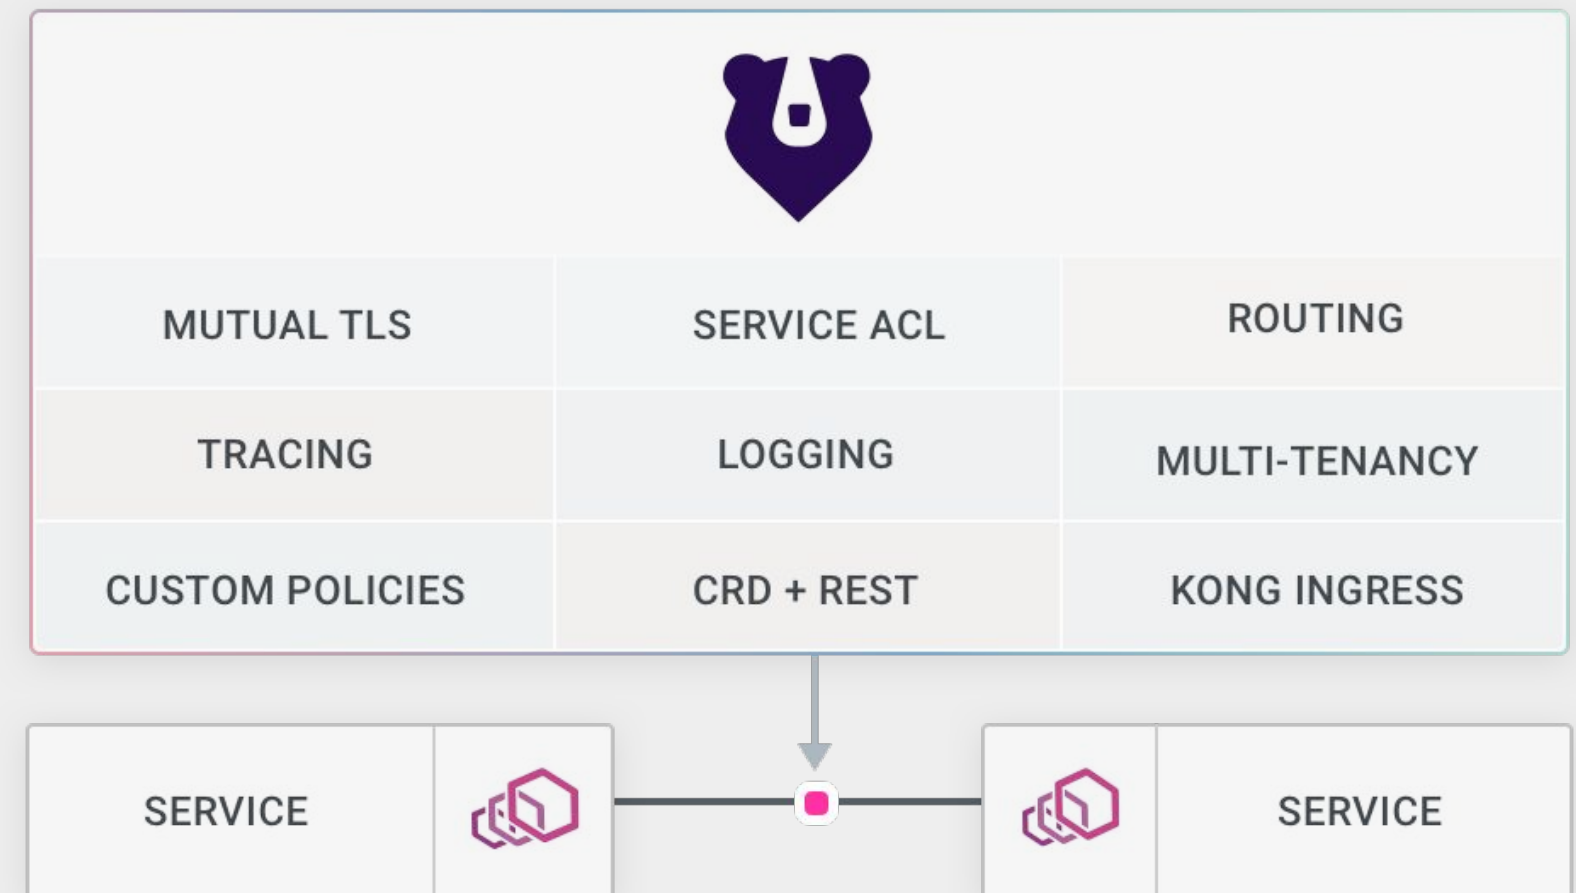 MUTUAL TLS
SERVICE ACL
ROUTING
TRACING
LOGGING
MULTI-TENANCY
CUSTOM POLICIES
CRD + REST
KONG INGRESS
SERVICE
SERVICE